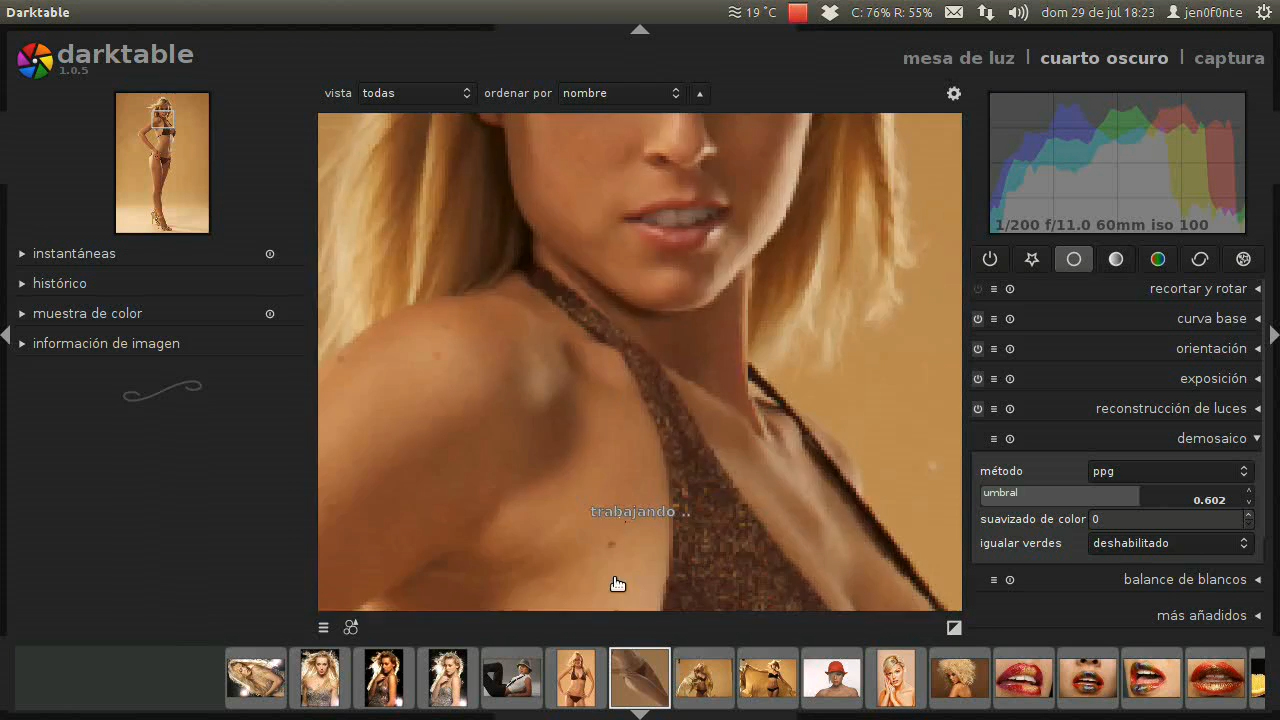 Darktable
19 °C
C: 76% R: 55%
dom 29 de jul 18:23
jen0f0nte
darktable
1.0.5
mesa de luz | cuarto oscuro | captura
vista todas ordenar por nombre
1/200 f/11.0 60mm iso 100
instantáneas
histórico
muestra de color
información de imagen
recortar y rotar
curva base
orientación
exposición
reconstrucción de luces
demosaico
método ppg
umbral 0.602
suavizado de color 0
igualar verdes deshabilitado
balance de blancos
más añadidos
trabajando ..